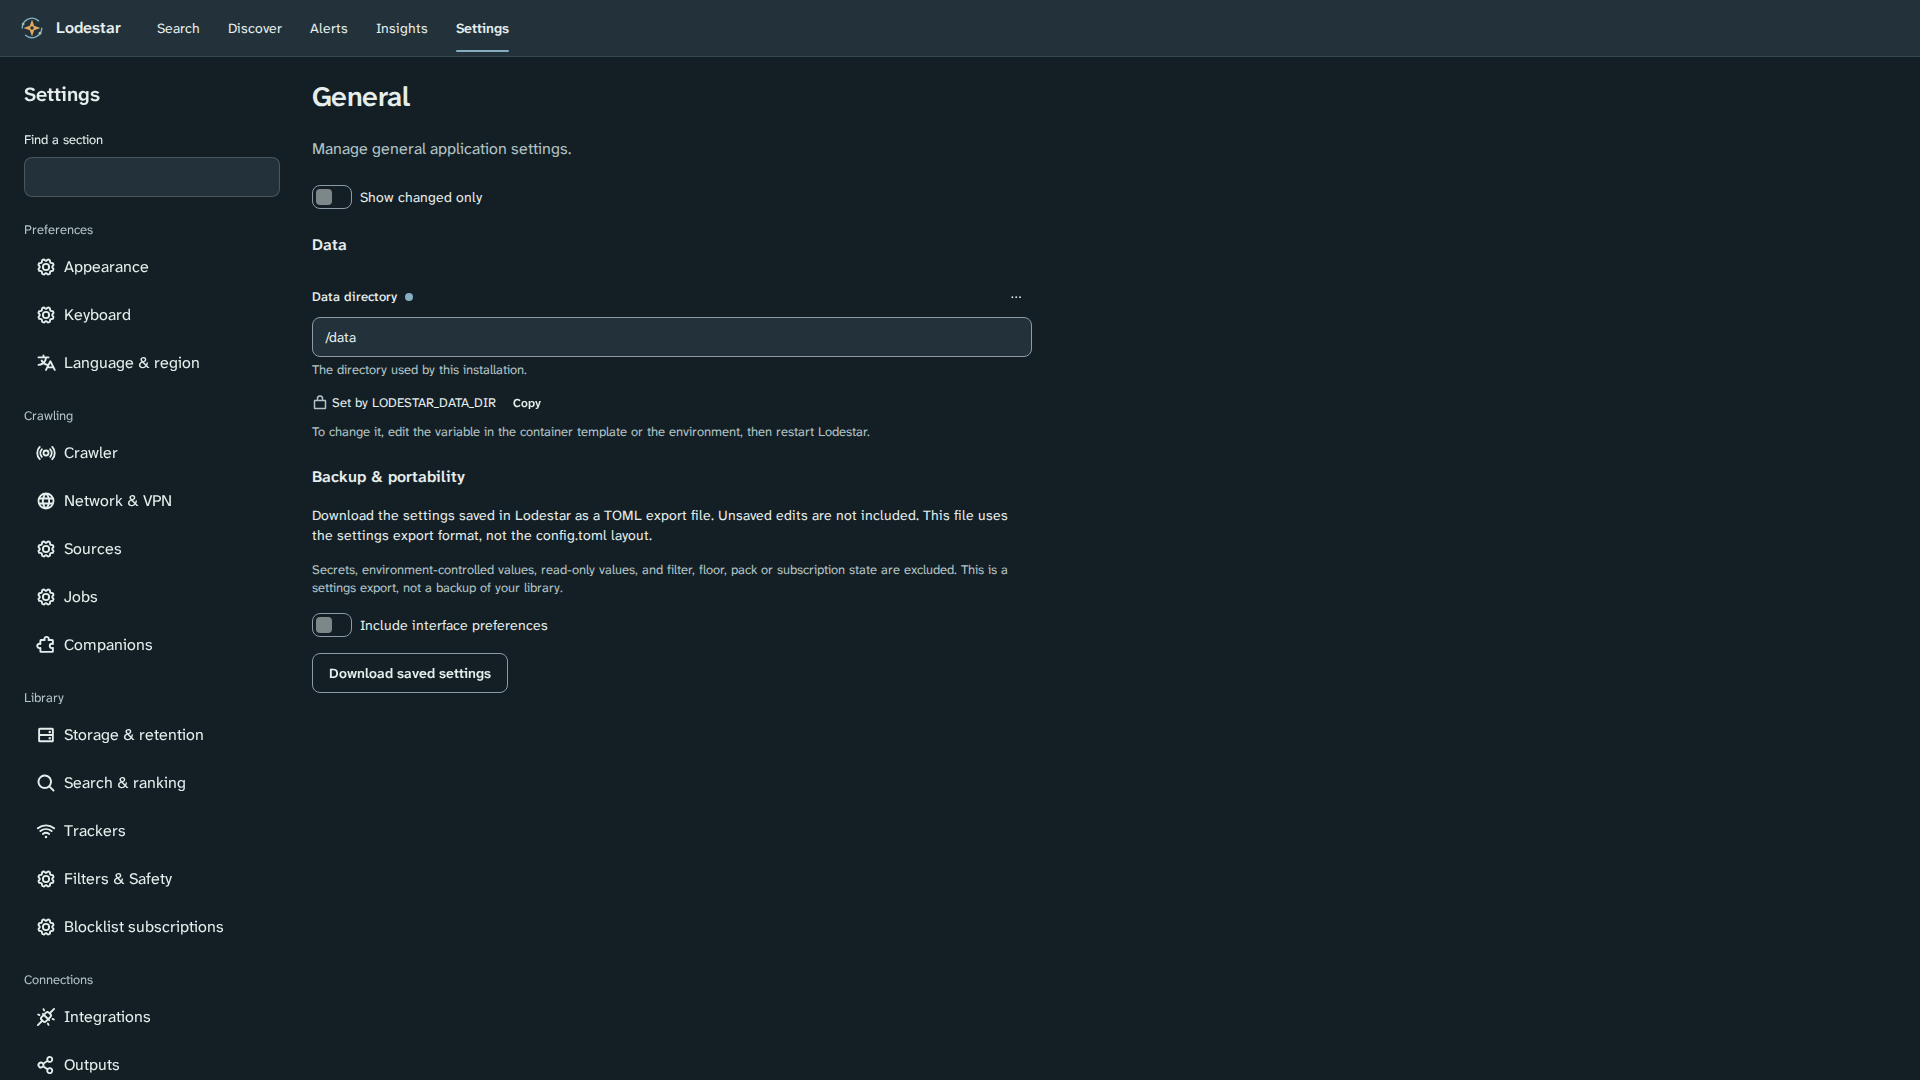 Lodestar
Search
Discover
Alerts
Insights
Settings
Settings
Find a section
Preferences
Appearance
Keyboard
Language & region
Crawling
Crawler
Network & VPN
Sources
Jobs
Companions
Library
Storage & retention
Search & ranking
Trackers
Filters & Safety
Blocklist subscriptions
Connections
Integrations
Outputs
General
Manage general application settings.
Show changed only
Data
Data directory
...
/data
The directory used by this installation.
Set by LODESTAR_DATA_DIR
Copy
To change it, edit the variable in the container template or the environment, then restart Lodestar.
Backup & portability
Download the settings saved in Lodestar as a TOML export file. Unsaved edits are not included. This file uses
the settings export format, not the config.toml layout.
Secrets, environment-controlled values, read-only values, and filter, floor, pack or subscription state are excluded. This is a
settings export, not a backup of your library.
Include interface preferences
Download saved settings